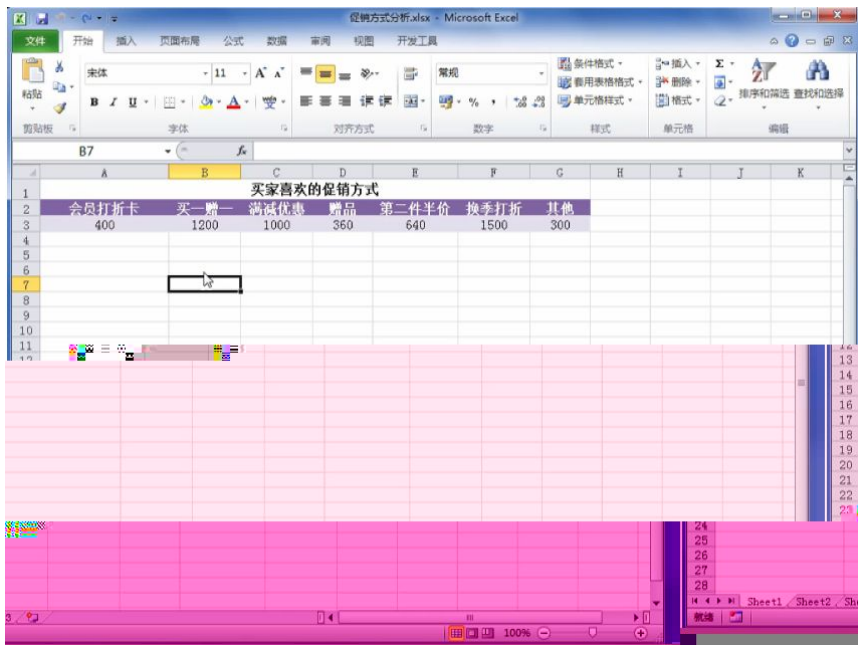 促销方式分析.xlsx - Microsoft Excel
文件 开始 插入 页面布局 公式 数据 审阅 视图 开发工具
宋体 11 A A 常规 条件格式 插入 Σ
粘贴 套用表格格式 删除 排序和筛选 查找和选择
B I U A 变 % , 单元格样式 格式
剪贴板 字体 对齐方式 数字 样式 单元格 编辑
B7 fx
A B C D E F G H I J K
1 买家喜欢的促销方式
2 会员打折卡 买一赠一 满减优惠 赠品 第二件半价 换季打折 其他
3 400 1200 1000 360 640 1500 300
4
5
6
7
8
9
10
11
12
13
14
15
16
17
18
19
20
21
22
23
24
25
26
27
28
Sheet1 Sheet2 Sh
3 就绪
100%